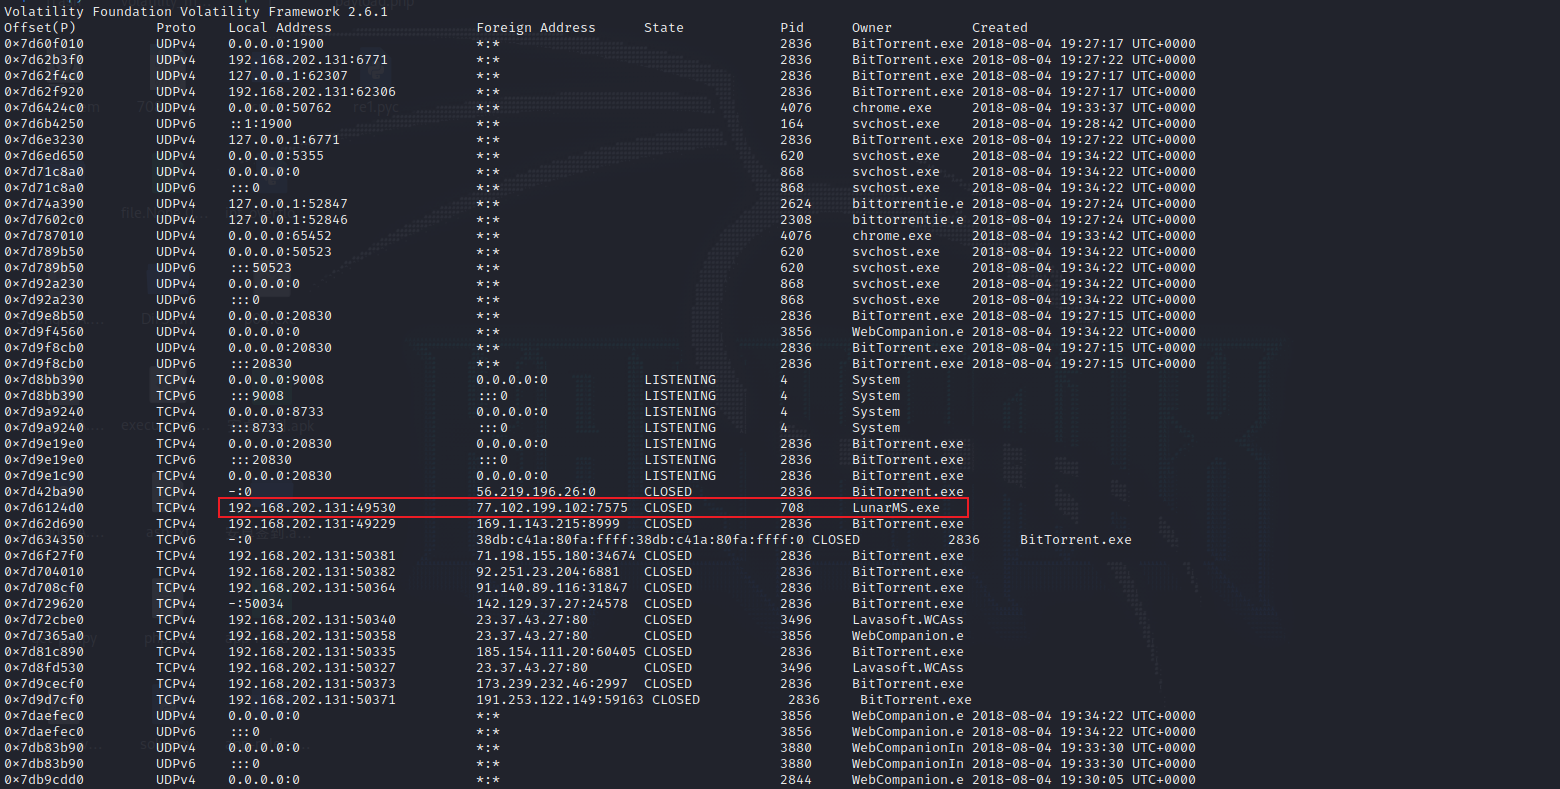 Volatility Foundation Volatility Framework 2.6.1
Offset(P) Proto Local Address Foreign Address State Pid Owner Created
0×7d60f010 UDPv4 0.0.0.0:1900 *:* 2836 BitTorrent.exe 2018-08-04 19:27:17 UTC+0000
0×7d62b3f0 UDPv4 192.168.202.131:6771 *:* 2836 BitTorrent.exe 2018-08-04 19:27:22 UTC+0000
0×7d62f4c0 UDPv4 127.0.0.1:62307 *:* 2836 BitTorrent.exe 2018-08-04 19:27:17 UTC+0000
0×7d62f920 UDPv4 192.168.202.131:62306 *:* 2836 BitTorrent.exe 2018-08-04 19:27:17 UTC+0000
0×7d6424c0 UDPv4 0.0.0.0:50762 *:* 4076 chrome.exe 2018-08-04 19:33:37 UTC+0000
0×7d6b4250 UDPv6 ::1:1900 *:* 164 svchost.exe 2018-08-04 19:28:42 UTC+0000
0×7d6e3230 UDPv4 127.0.0.1:6771 *:* 2836 BitTorrent.exe 2018-08-04 19:27:22 UTC+0000
0×7d6ed650 UDPv4 0.0.0.0:5355 *:* 620 svchost.exe 2018-08-04 19:34:22 UTC+0000
0×7d71c8a0 UDPv4 0.0.0.0:0 *:* 868 svchost.exe 2018-08-04 19:34:22 UTC+0000
0×7d71c8a0 UDPv6 :::0 *:* 868 svchost.exe 2018-08-04 19:34:22 UTC+0000
0×7d74a390 UDPv4 127.0.0.1:52847 *:* 2624 bittorrentie.e 2018-08-04 19:27:24 UTC+0000
0×7d7602c0 UDPv4 127.0.0.1:52846 *:* 2308 bittorrentie.e 2018-08-04 19:27:24 UTC+0000
0×7d787010 UDPv4 0.0.0.0:65452 *:* 4076 chrome.exe 2018-08-04 19:33:42 UTC+0000
0×7d789b50 UDPv4 0.0.0.0:50523 *:* 620 svchost.exe 2018-08-04 19:34:22 UTC+0000
0×7d789b50 UDPv6 :::50523 *:* 620 svchost.exe 2018-08-04 19:34:22 UTC+0000
0×7d92a230 UDPv4 0.0.0.0:0 *:* 868 svchost.exe 2018-08-04 19:34:22 UTC+0000
0×7d92a230 UDPv6 :::0 *:* 868 svchost.exe 2018-08-04 19:34:22 UTC+0000
0×7d9e8b50 UDPv4 0.0.0.0:20830 *:* 2836 BitTorrent.exe 2018-08-04 19:27:15 UTC+0000
0×7d9f4560 UDPv4 0.0.0.0:0 *:* 3856 WebCompanion.e 2018-08-04 19:34:22 UTC+0000
0×7d9f8cb0 UDPv4 0.0.0.0:20830 *:* 2836 BitTorrent.exe 2018-08-04 19:27:15 UTC+0000
0×7d9f8cb0 UDPv6 :::20830 *:* 2836 BitTorrent.exe 2018-08-04 19:27:15 UTC+0000
0×7d8bb390 TCPv4 0.0.0.0:9008 0.0.0.0:0 LISTENING 4 System
0×7d8bb390 TCPv6 :::9008 :::0 LISTENING 4 System
0×7d9a9240 TCPv4 0.0.0.0:8733 0.0.0.0:0 LISTENING 4 System
0×7d9a9240 TCPv6 :::8733 :::0 LISTENING 4 System
0×7d9e19e0 TCPv4 0.0.0.0:20830 0.0.0.0:0 LISTENING 2836 BitTorrent.exe
0×7d9e19e0 TCPv6 :::20830 :::0 LISTENING 2836 BitTorrent.exe
0×7d9e1c90 TCPv4 0.0.0.0:20830 0.0.0.0:0 LISTENING 2836 BitTorrent.exe
0×7d42ba90 TCPv4 -:0 56.219.196.26:0 CLOSED 2836 BitTorrent.exe
0×7d6124d0 TCPv4 192.168.202.131:49530 77.102.199.102:7575 CLOSED 708 LunarMS.exe
0×7d62d690 TCPv4 192.168.202.131:49229 169.1.143.215:8999 CLOSED 2836 BitTorrent.exe
0×7d634350 TCPv6 -:0 38db:c41a:80fa:ffff:38db:c41a:80fa:ffff:0 CLOSED 2836 BitTorrent.exe
0×7d6f27f0 TCPv4 192.168.202.131:50381 71.198.155.180:34674 CLOSED 2836 BitTorrent.exe
0×7d704010 TCPv4 192.168.202.131:50382 92.251.23.204:6881 CLOSED 2836 BitTorrent.exe
0×7d708cf0 TCPv4 192.168.202.131:50364 91.140.89.116:31847 CLOSED 2836 BitTorrent.exe
0×7d729620 TCPv4 -:50034 142.129.37.27:24578 CLOSED 2836 BitTorrent.exe
0×7d72cbe0 TCPv4 192.168.202.131:50340 23.37.43.27:80 CLOSED 3496 Lavasoft.WCAss
0×7d7365a0 TCPv4 192.168.202.131:50358 23.37.43.27:80 CLOSED 3856 WebCompanion.e
0×7d81c890 TCPv4 192.168.202.131:50335 185.154.111.20:60405 CLOSED 2836 BitTorrent.exe
0×7d8fd530 TCPv4 192.168.202.131:50327 23.37.43.27:80 CLOSED 3496 Lavasoft.WCAss
0×7d9cecf0 TCPv4 192.168.202.131:50373 173.239.232.46:2997 CLOSED 2836 BitTorrent.exe
0×7d9d7cf0 TCPv4 192.168.202.131:50371 191.253.122.149:59163 CLOSED 2836 BitTorrent.exe
0×7daefec0 UDPv4 0.0.0.0:0 *:* 3856 WebCompanion.e 2018-08-04 19:34:22 UTC+0000
0×7daefec0 UDPv6 :::0 *:* 3856 WebCompanion.e 2018-08-04 19:34:22 UTC+0000
0×7db83b90 UDPv4 0.0.0.0:0 *:* 3880 WebCompanionIn 2018-08-04 19:33:30 UTC+0000
0×7db83b90 UDPv6 :::0 *:* 3880 WebCompanionIn 2018-08-04 19:33:30 UTC+0000
0×7db9cdd0 UDPv4 0.0.0.0:0 *:* 2844 WebCompanion.e 2018-08-04 19:30:05 UTC+0000